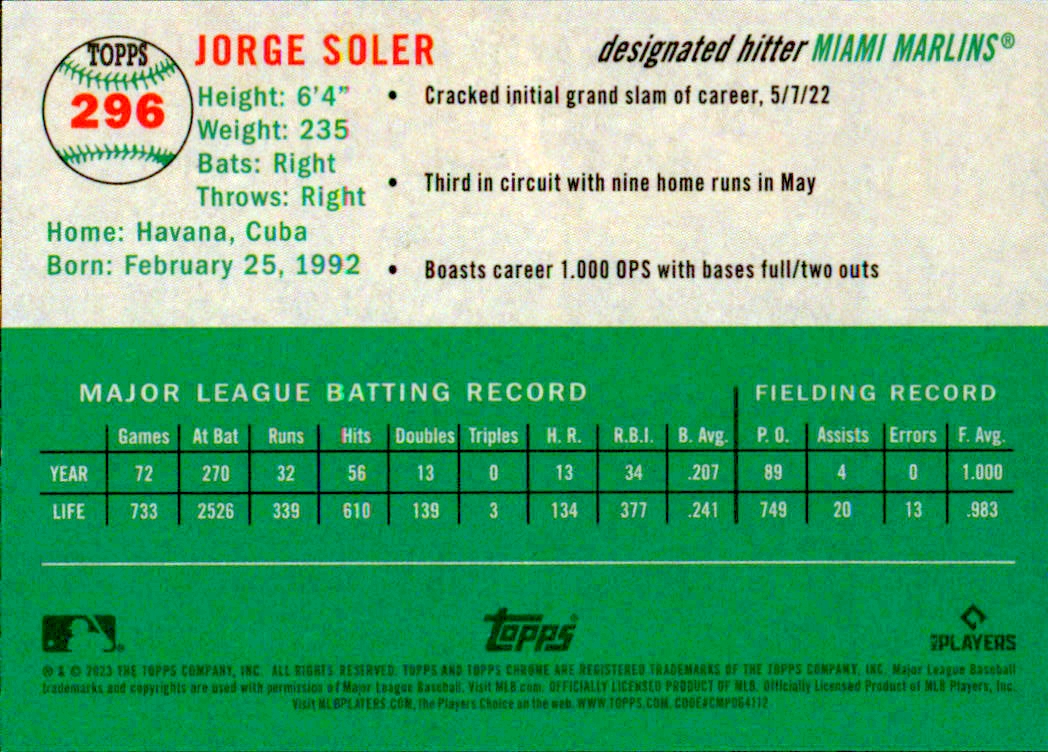 TOPPS
296
JORGE SOLER
designated hitter MIAMI MARLINS®
Height: 6'4"
Weight: 235
Bats: Right
Throws: Right
Home: Havana, Cuba
Born: February 25, 1992
• Cracked initial grand slam of career, 5/7/22
• Third in circuit with nine home runs in May
• Boasts career 1.000 OPS with bases full/two outs
MAJOR LEAGUE BATTING RECORD FIELDING RECORD
Games At Bat Runs Hits Doubles Triples H. R. R.B.I. B. Avg. P. O. Assists Errors F. Avg.
YEAR 72 270 32 56 13 0 13 34 .207 89 4 0 1.000
LIFE 733 2526 339 610 139 3 134 377 .241 749 20 13 .983
topps
PLAYERS
® & © 2023 THE TOPPS COMPANY, INC. ALL RIGHTS RESERVED. TOPPS AND TOPPS CHROME ARE REGISTERED TRADEMARKS OF THE TOPPS COMPANY, INC. Major League Baseball
trademarks and copyrights are used with permission of Major League Baseball. Visit MLB.com. OFFICIALLY LICENSED PRODUCT OF MLB. Officially Licensed Product of MLB Players, Inc.
Visit MLBPLAYERS.COM, the Players Choice on the web. WWW.TOPPS.COM. CODE#CMP064112